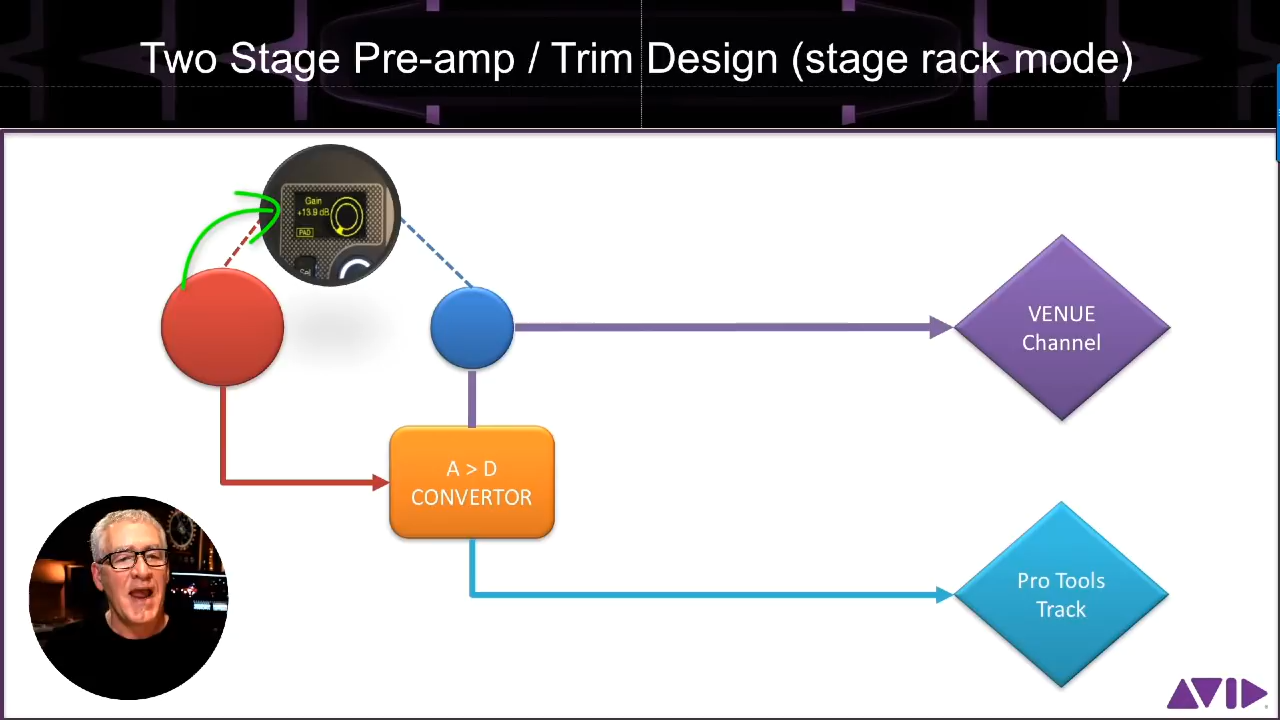 Two Stage Pre-amp / Trim Design (stage rack mode)
Gain
+13.9 dB
PAD
Sel
VENUE
Channel
A > D
CONVERTOR
Pro Tools
Track
AVID